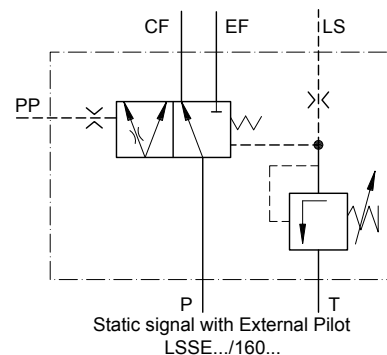 CF EF LS
PP
P T
Static signal with External Pilot
LSSE.../160...